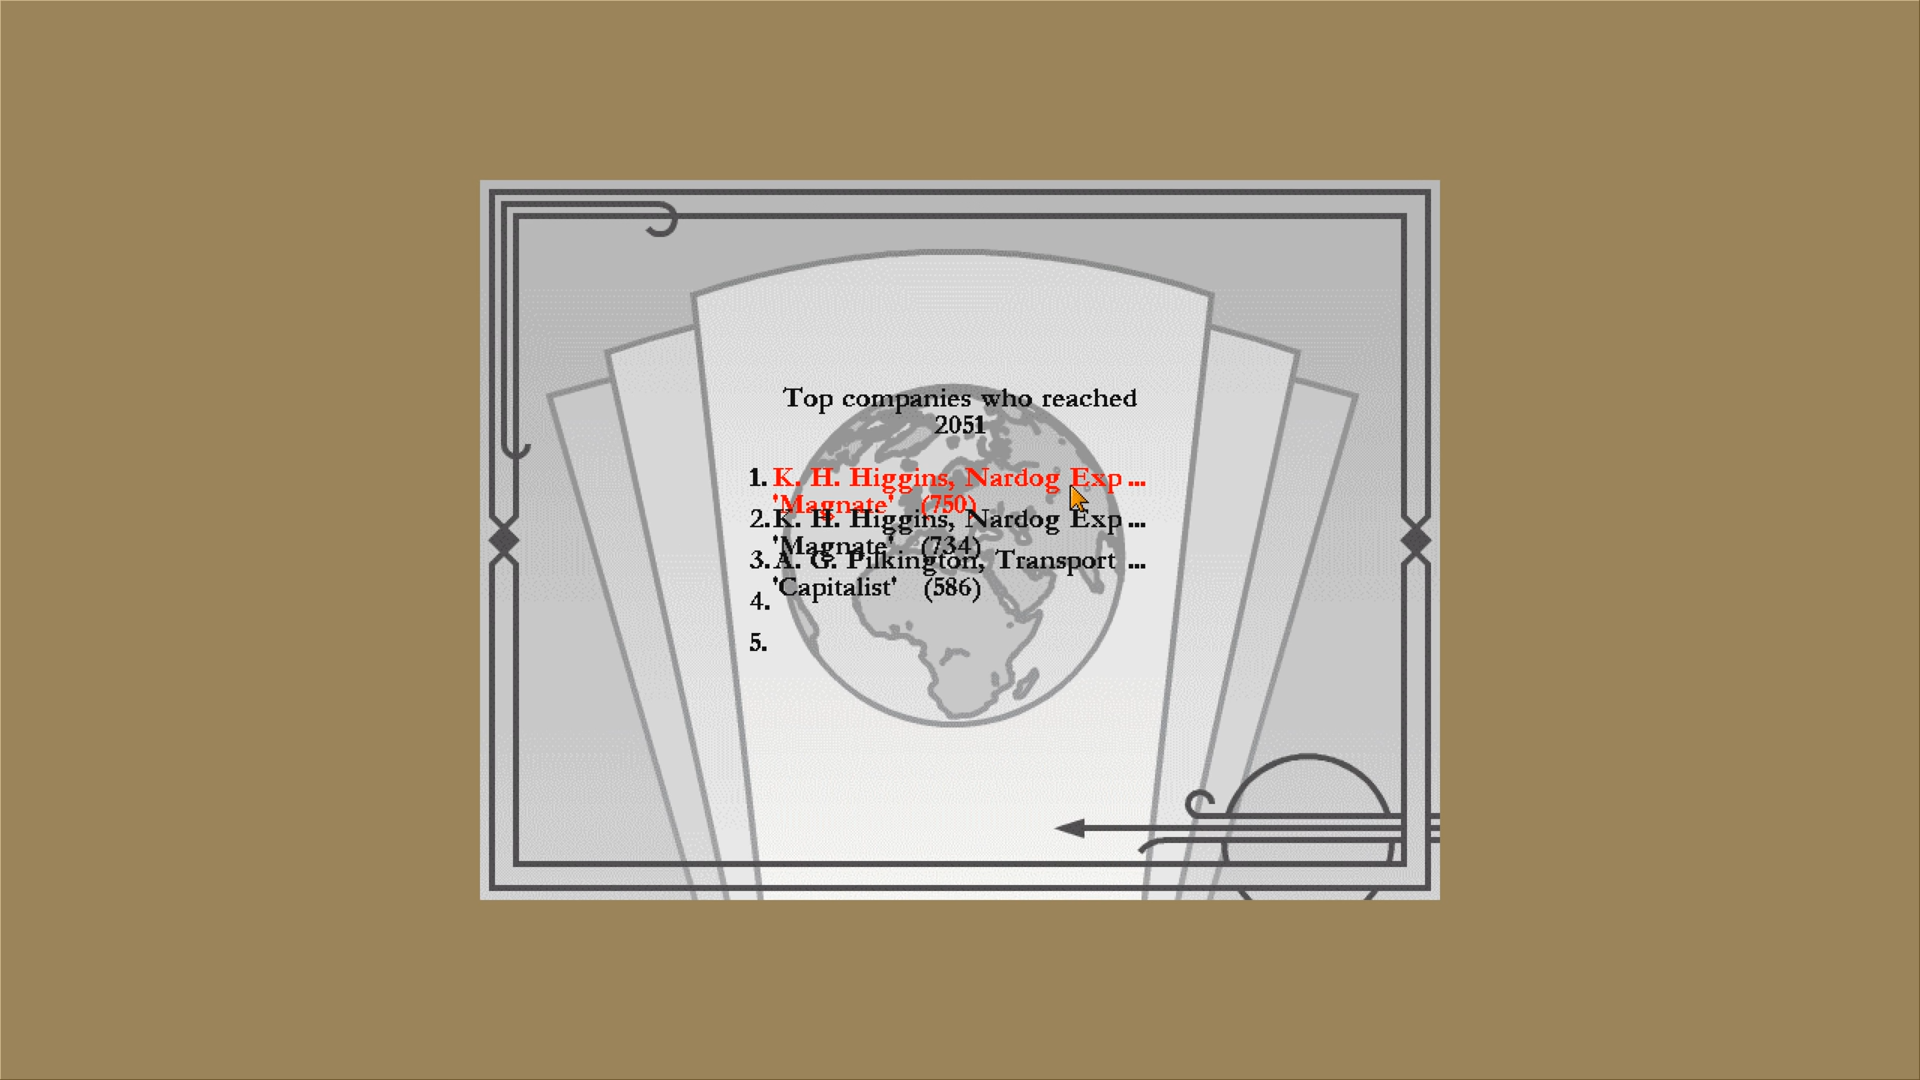 Top companies who reached
2051
1. K. H. Higgins, Nardog Exp...
'Magnate' (750)
2. K. H. Higgins, Nardog Exp...
'Magnate' (734)
3. A. G. Pilkington, Transport ...
'Capitalist' (586)
4.
5.